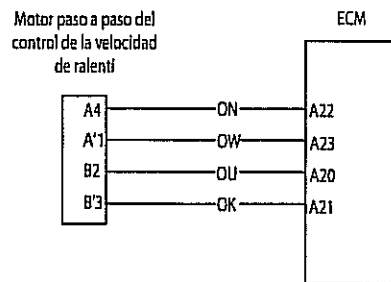 Motor paso a paso del
control de la velocidad
de ralentí
ECM
A4 ON A22
A'1 OW A23
B2 OU A20
B'3 OK A21